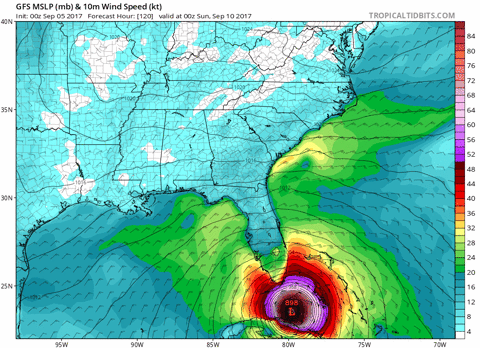 GFS MSLP (mb) & 10m Wind Speed (kt)
Init: 00z Sep 05 2017 Forecast Hour: [120] valid at 00z Sun, Sep 10 2017
TROPICALTIDBITS.COM
40N
35N
30N
25N
95W
90W
85W
80W
75W
70W
84
80
76
72
68
64
60
56
52
48
44
40
36
32
28
24
20
16
12
8
4
L